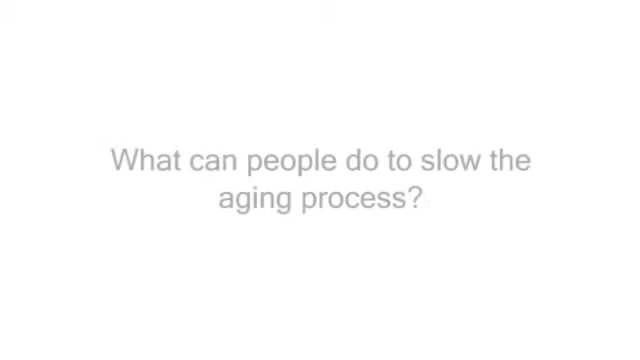 What can people do to slow the
aging process?